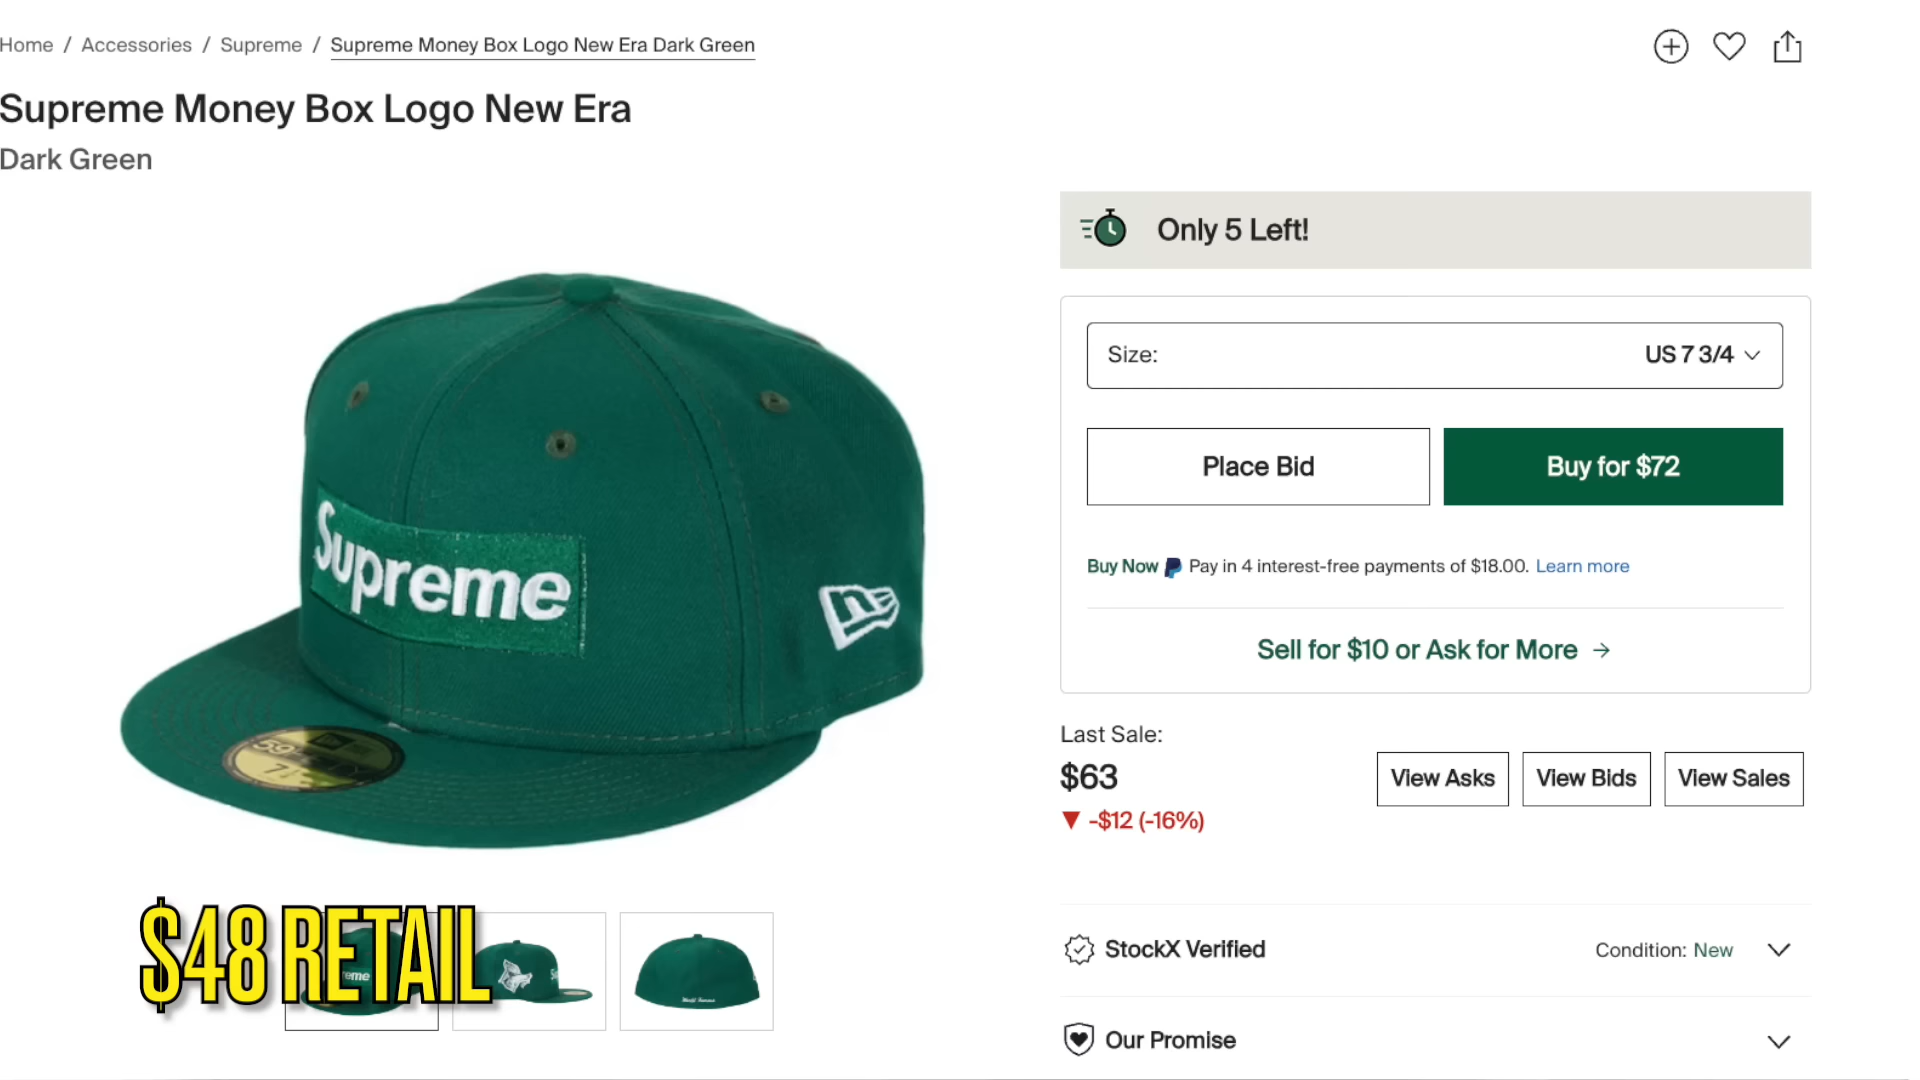 Home / Accessories / Supreme / Supreme Money Box Logo New Era Dark Green
Supreme Money Box Logo New Era
Dark Green
Only 5 Left!
Size: US 7 3/4
Place Bid
Buy for $72
Buy Now Pay in 4 interest-free payments of $18.00. Learn more
Sell for $10 or Ask for More →
Last Sale:
$63
▼ -$12 (-16%)
View Asks
View Bids
View Sales
Supreme
$48 RETAIL
StockX Verified
Condition: New
Our Promise